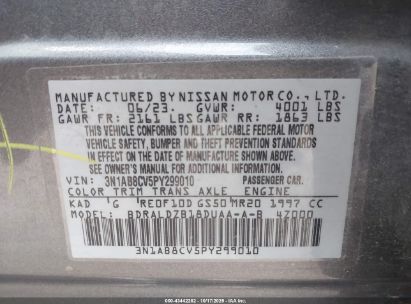 MANUFACTURED BY NISSAN MOTOR CO., LTD.
DATE: 06/23. GVWR: 4001 LBS
GAWR FR: 2161 LBS GAWR RR: 1863 LBS
THIS VEHICLE CONFORMS TO ALL APPLICABLE FEDERAL MOTOR
VEHICLE SAFETY, BUMPER, AND THEFT PREVENTION STANDARDS
IN EFFECT ON THE DATE OF MANUFACTURE SHOWN ABOVE.
SEE OWNER'S MANUAL FOR ADDITIONAL INFORMATION.
VIN: 3N1AB8CV5PY299010 PASSENGER CAR.
COLOR TRIM TRANS AXLE ENGINE
KAD G RE0F10D GS50 MR20 1997 CC
MODEL: BDRALDZB18DUAA-A-B 4Z000
3N1AB8CV5PY299010